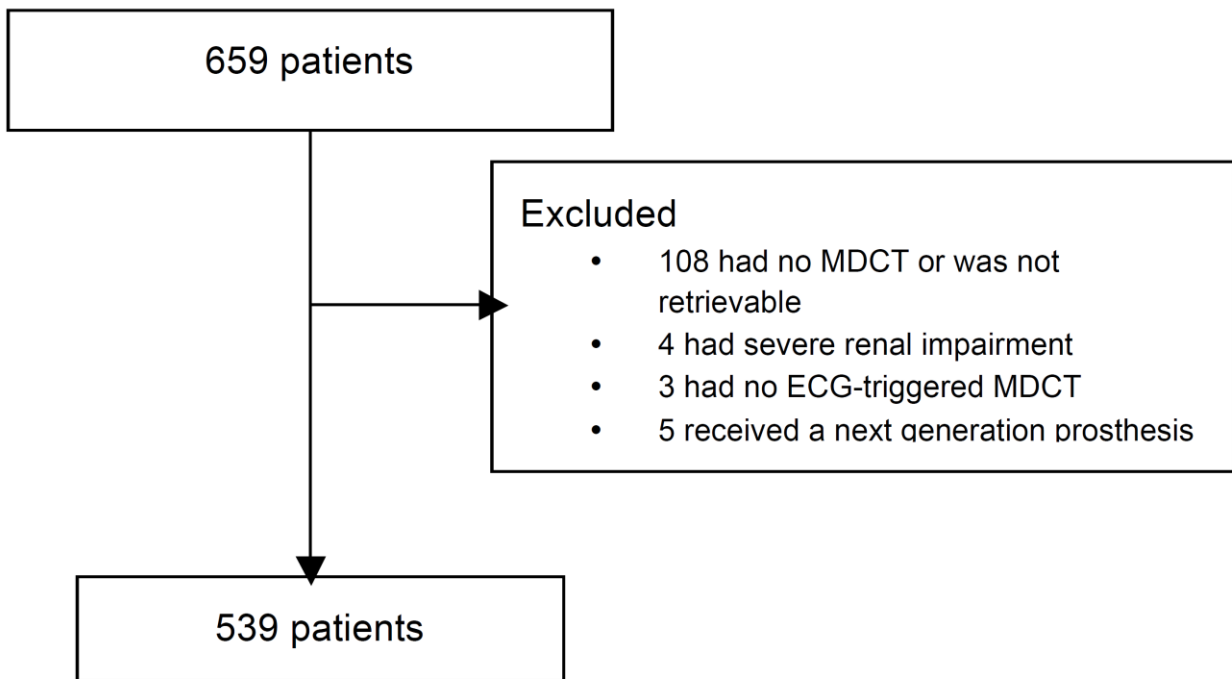 659 patients
Excluded
• 108 had no MDCT or was not
retrievable
• 4 had severe renal impairment
• 3 had no ECG-triggered MDCT
• 5 received a next generation prosthesis
539 patients